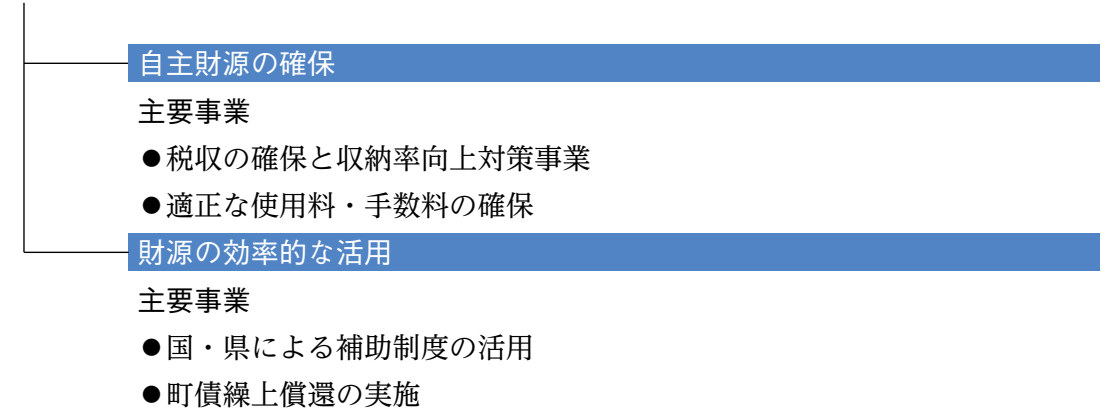 自主財源の確保
主要事業
●税収の確保と収納率向上対策事業
●適正な使用料・手数料の確保
財源の効率的な活用
主要事業
●国・県による補助制度の活用
●町債繰上償還の実施